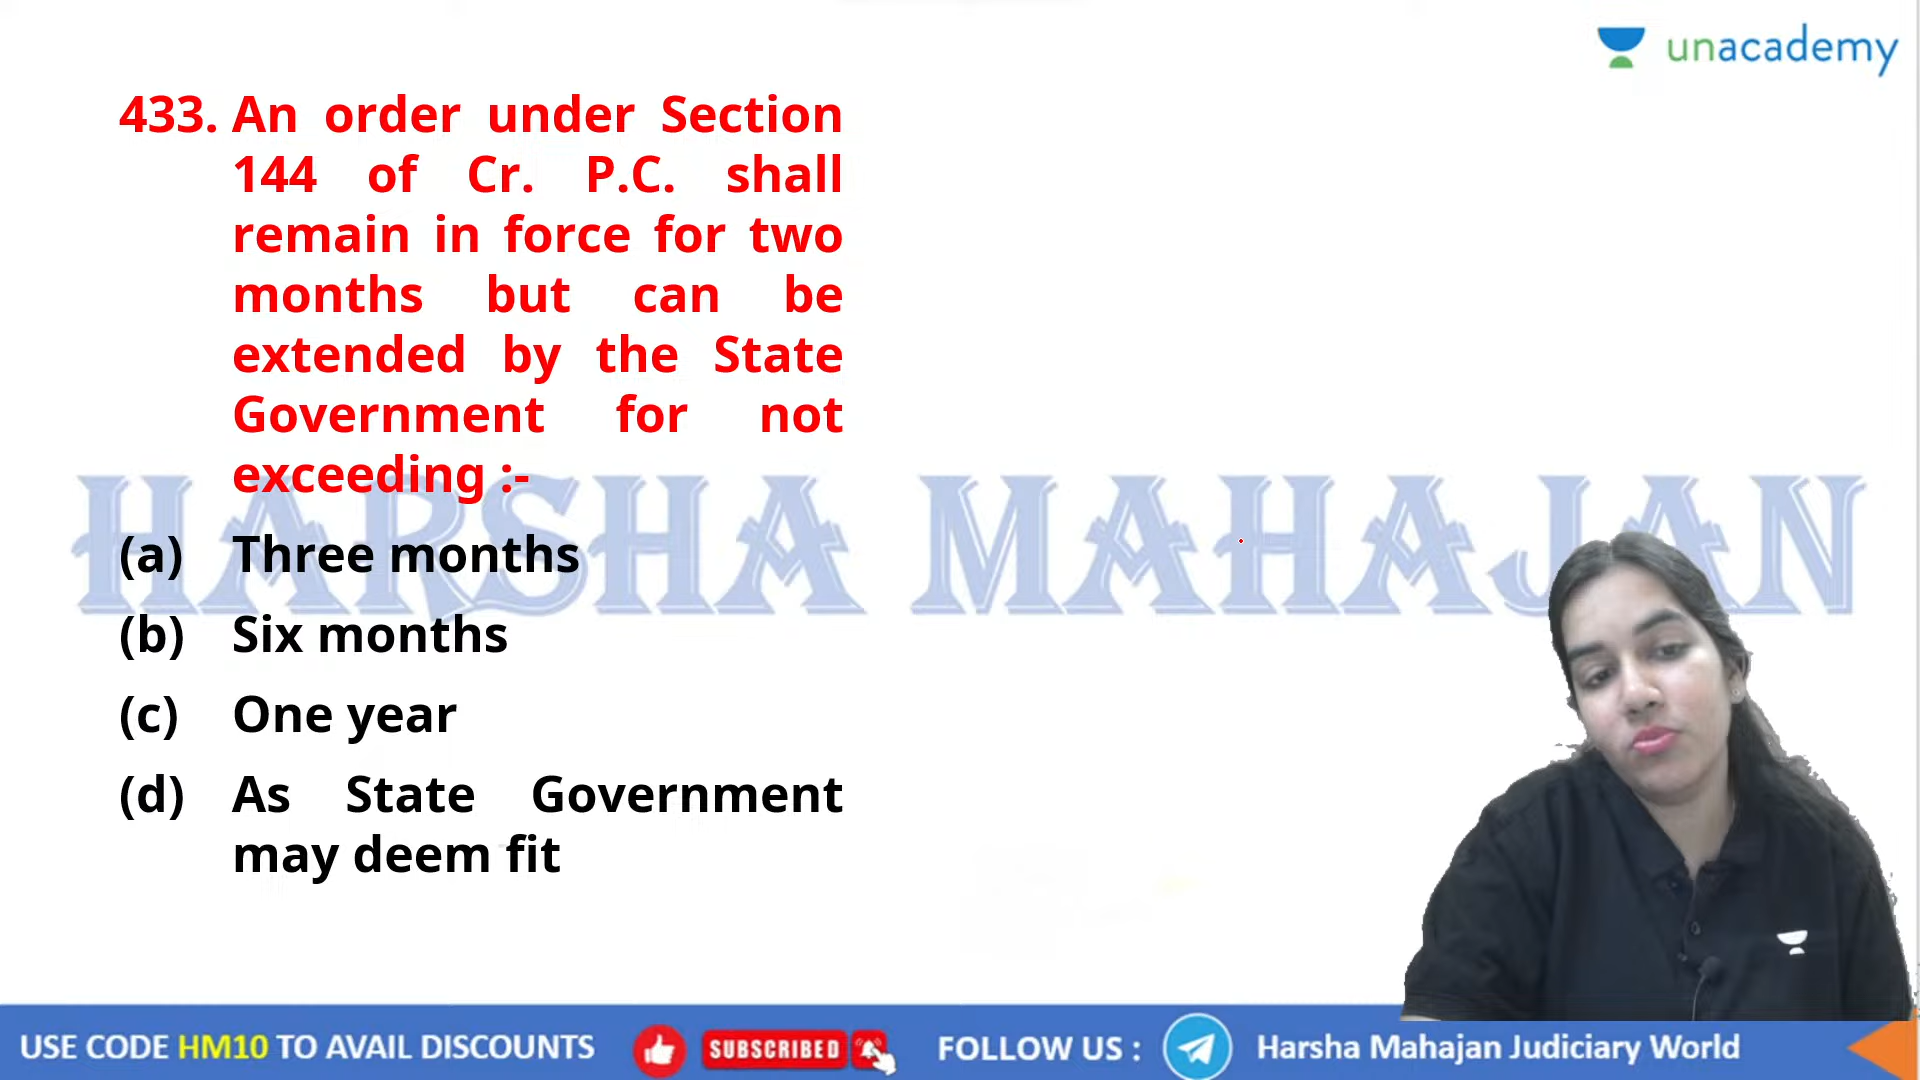 unacademy
433. An order under Section
144 of Cr. P.C. shall
remain in force for two
months but can be
extended by the State
Government for not
exceeding :-
HARSHA MAHAJAN
(a) Three months
(b) Six months
(c) One year
(d) As State Government
may deem fit
USE CODE HM10 TO AVAIL DISCOUNTS
SUBSCRIBED
FOLLOW US :
Harsha Mahajan Judiciary World